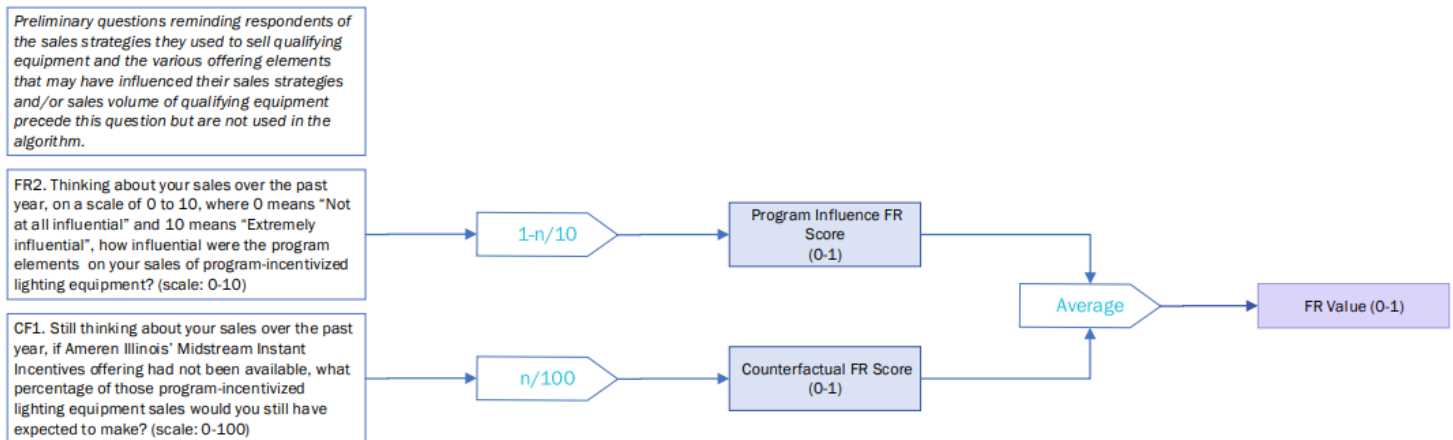 Preliminary questions reminding respondents of
the sales strategies they used to sell qualifying
equipment and the various offering elements
that may have influenced their sales strategies
and/or sales volume of qualifying equipment
precede this question but are not used in the
algorithm.
FR2. Thinking about your sales over the past
year, on a scale of 0 to 10, where 0 means “Not
at all influential” and 10 means “Extremely
influential”, how influential were the program
elements on your sales of program-incentivized
lighting equipment? (scale: 0-10)
1-n/10
Program Influence FR
Score
(0-1)
Average
FR Value (0-1)
CF1. Still thinking about your sales over the past
year, if Ameren Illinois’ Midstream Instant
Incentives offering had not been available, what
percentage of those program-incentivized
lighting equipment sales would you still have
expected to make? (scale: 0-100)
n/100
Counterfactual FR Score
(0-1)